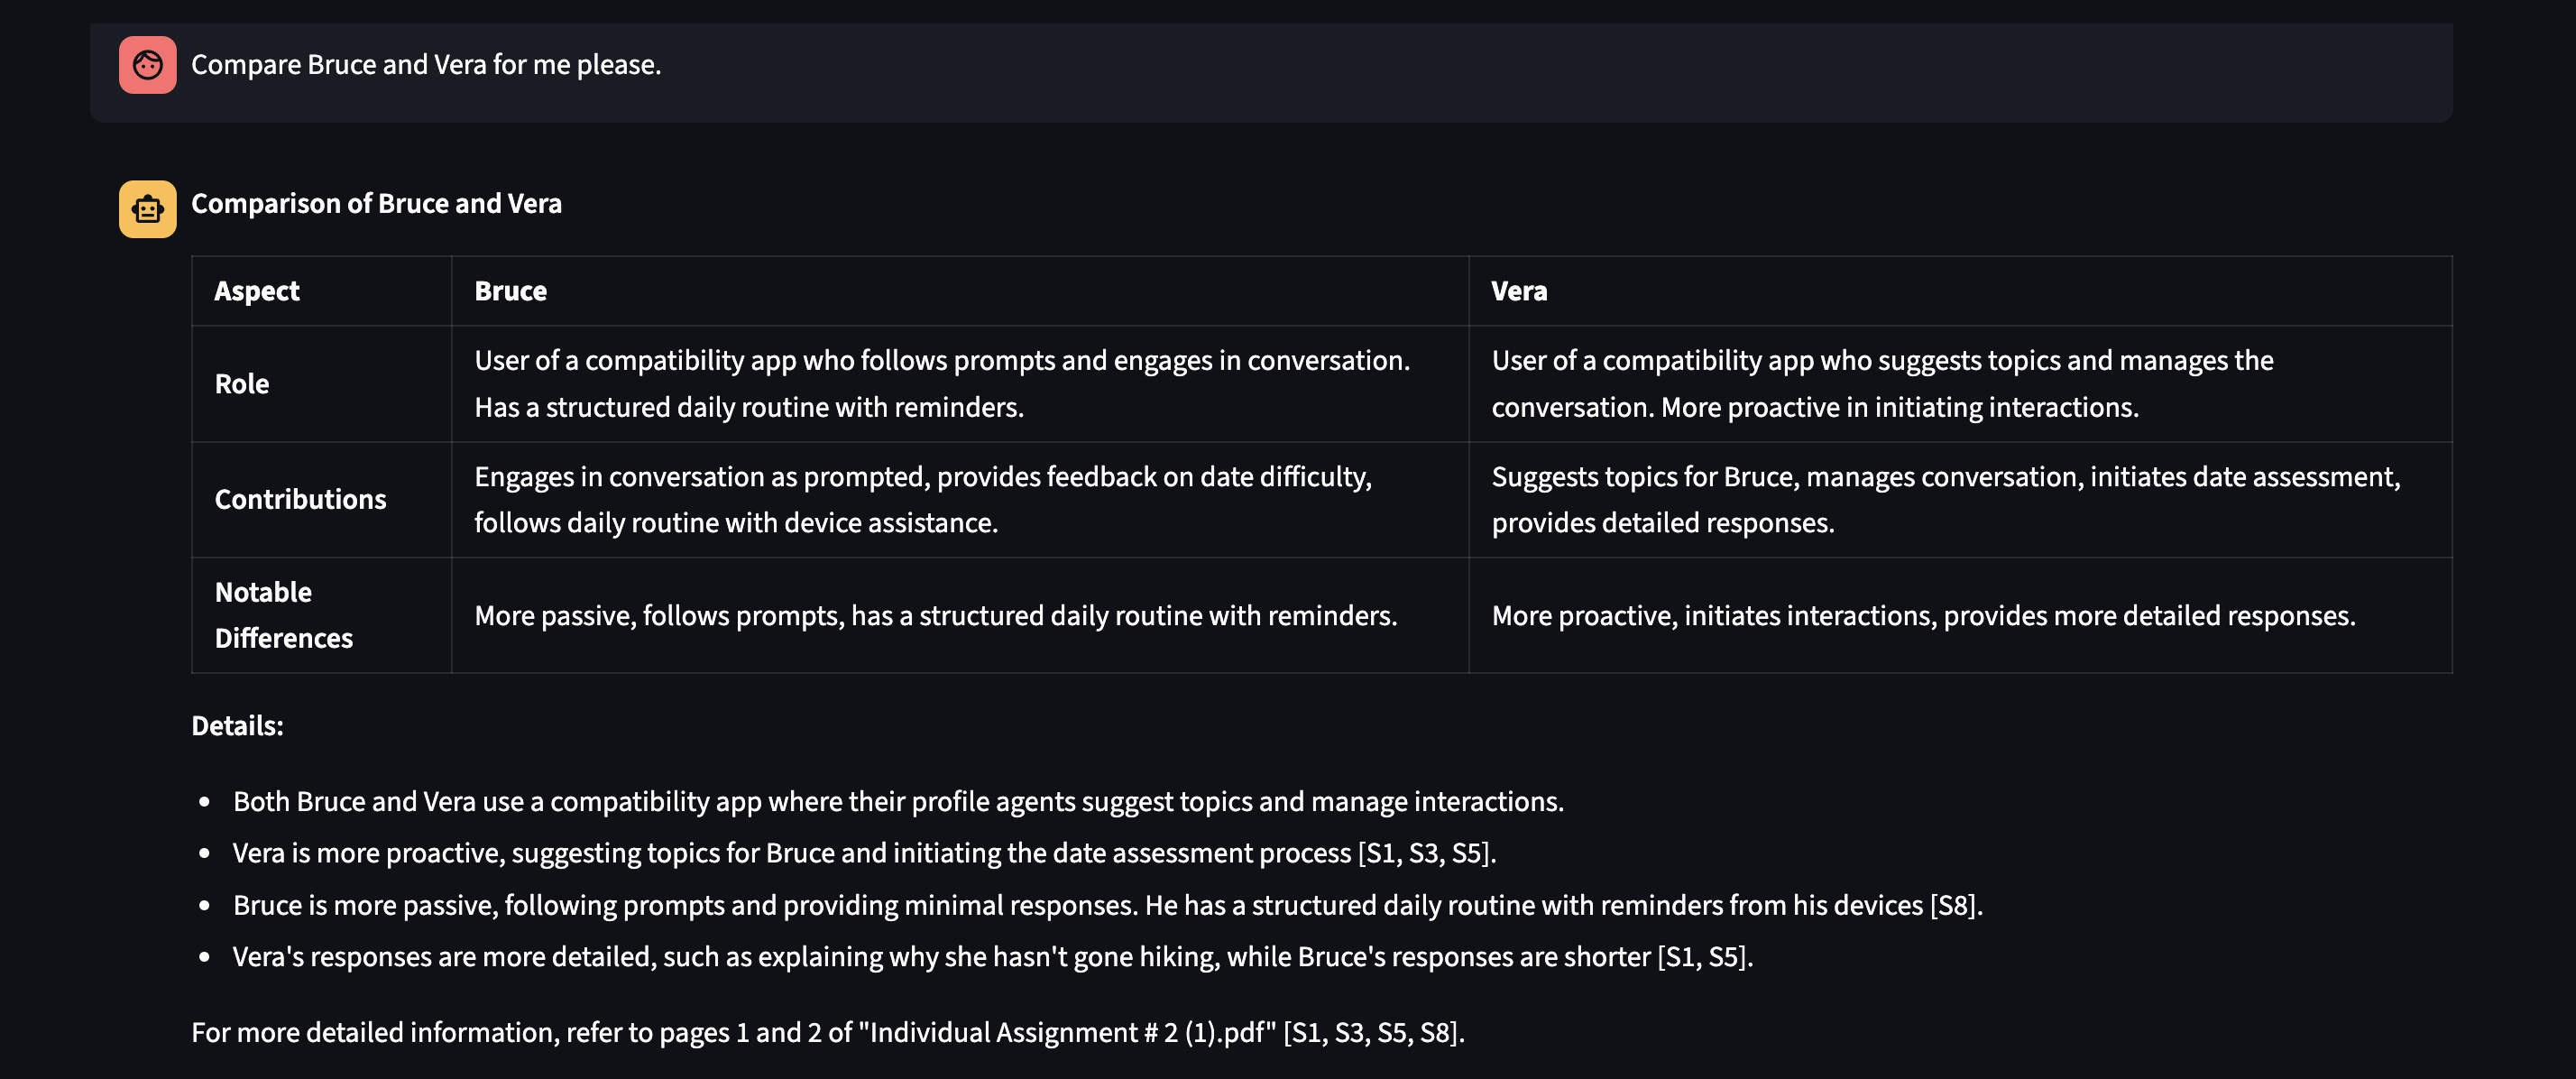 Compare Bruce and Vera for me please.
Comparison of Bruce and Vera
Aspect
Bruce
Vera
Role
User of a compatibility app who follows prompts and engages in conversation.
Has a structured daily routine with reminders.
User of a compatibility app who suggests topics and manages the
conversation. More proactive in initiating interactions.
Contributions
Engages in conversation as prompted, provides feedback on date difficulty,
follows daily routine with device assistance.
Suggests topics for Bruce, manages conversation, initiates date assessment,
provides detailed responses.
Notable
Differences
More passive, follows prompts, has a structured daily routine with reminders.
More proactive, initiates interactions, provides more detailed responses.
Details:
• Both Bruce and Vera use a compatibility app where their profile agents suggest topics and manage interactions.
• Vera is more proactive, suggesting topics for Bruce and initiating the date assessment process [S1, S3, S5].
• Bruce is more passive, following prompts and providing minimal responses. He has a structured daily routine with reminders from his devices [S8].
• Vera's responses are more detailed, such as explaining why she hasn't gone hiking, while Bruce's responses are shorter [S1, S5].
For more detailed information, refer to pages 1 and 2 of "Individual Assignment # 2 (1).pdf" [S1, S3, S5, S8].